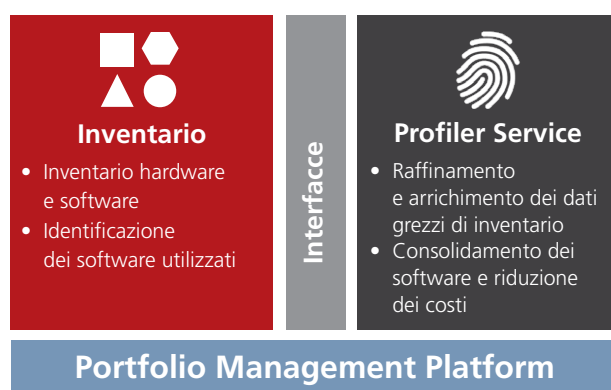 Inventario
• Inventario hardware
e software
• Identificazione
dei software utilizzati
Interfacce
Profiler Service
• Raffinamento
e arrichimento dei dati
grezzi di inventario
• Consolidamento dei
software e riduzione
dei costi
Portfolio Management Platform